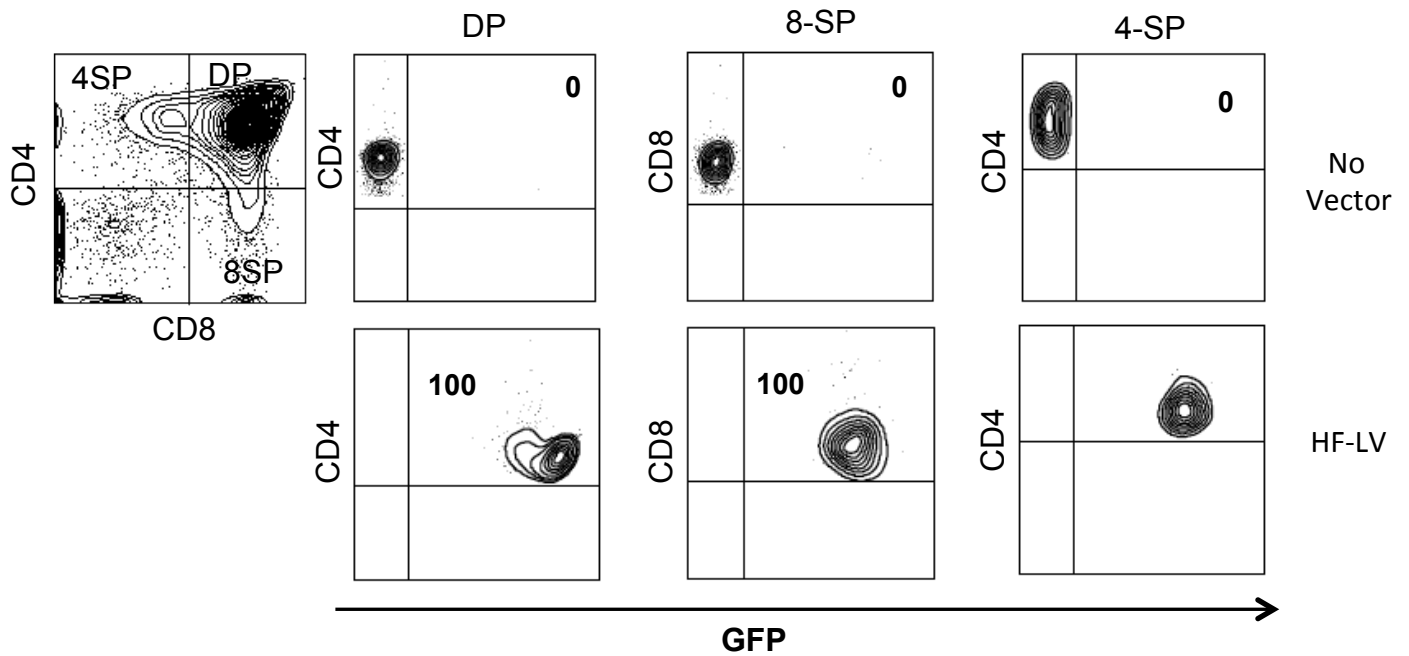 DP
8-SP
4-SP
4SP
DP
8SP
CD4
CD8
CD4
0
CD8
0
CD4
0
No
Vector
CD4
100
CD8
100
CD4
HF-LV
GFP